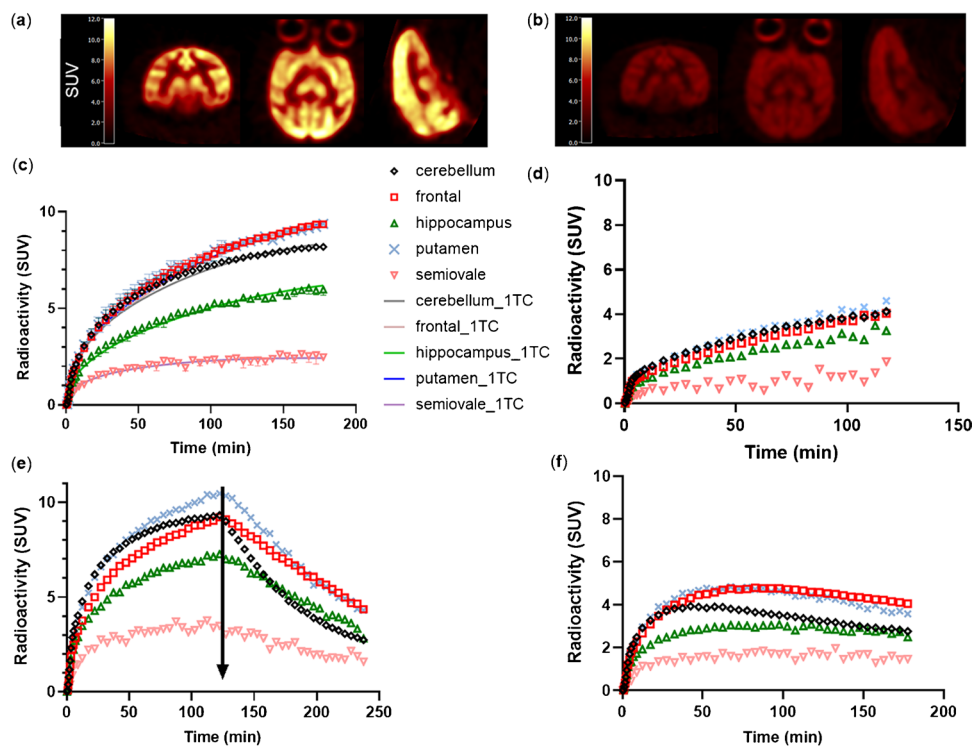 (a)
SUV
12.0
10.0
8.0
6.0
4.0
2.0
0.0
(b)
12.0
10.0
8.0
6.0
4.0
2.0
0.0
(c)
Radioactivity (SUV)
10
5
0
0 50 100 150 200
Time (min)
cerebellum
frontal
hippocampus
putamen
semiovale
cerebellum_1TC
frontal_1TC
hippocampus_1TC
putamen_1TC
semiovale_1TC
(d)
Radioactivity (SUV)
10
8
6
4
2
0
0 50 100 150
Time (min)
(e)
Radioactivity (SUV)
10
5
0
0 50 100 150 200 250
Time (min)
(f)
Radioactivity (SUV)
10
8
6
4
2
0
0 50 100 150 200
Time (min)